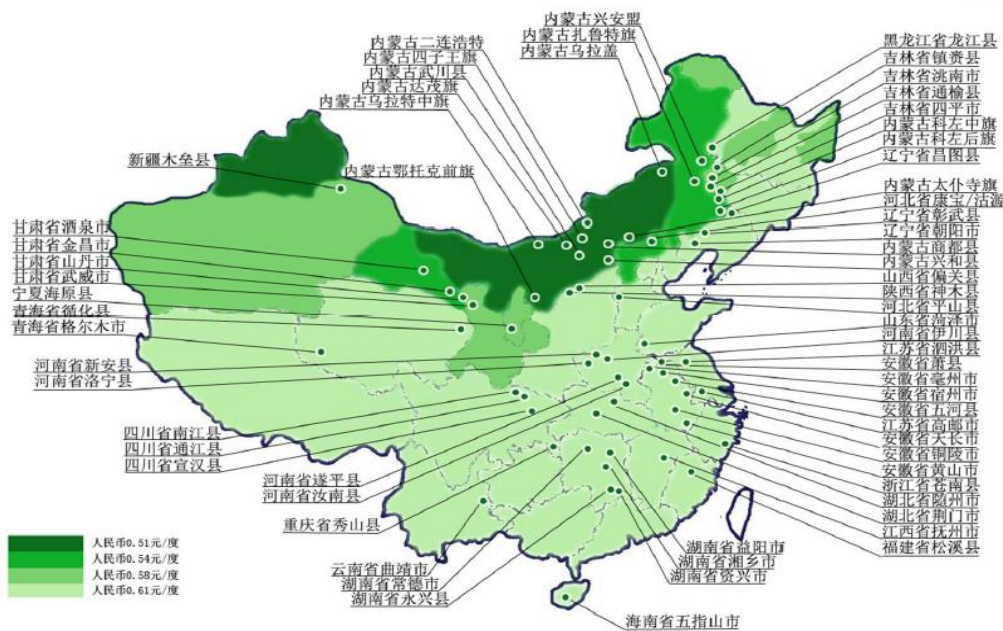 内蒙古兴安盟
内蒙古扎鲁特旗
内蒙古乌拉盖
内蒙古二连浩特
内蒙古四子王旗
内蒙古武川县
内蒙古达茂旗
内蒙古乌拉特中旗
新疆木垒县
内蒙古鄂托克前旗
甘肃省酒泉市
甘肃省金昌市
甘肃省山丹市
甘肃省武威市
宁夏海原县
青海省循化县
青海省格尔木市
河南省新安县
河南省洛宁县
四川省南江县
四川省通江县
四川省宣汉县
河南省遂平县
河南省汝南县
重庆省秀山县
云南省曲靖市
湖南省常德市
湖南省永兴县
黑龙江省龙江县
吉林省镇赉县
吉林省洮南市
吉林省通榆县
吉林省四平市
内蒙古科左中旗
内蒙古科左后旗
辽宁省昌图县
内蒙古太仆寺旗
河北省康宝/沽源
辽宁省彰武县
辽宁省朝阳市
内蒙古商都县
内蒙古兴和县
山西省偏关县
陕西省神木县
河北省平山县
山东省菏泽市
河南省伊川县
江苏省泗洪县
安徽省萧县
安徽省亳州市
安徽省宿州市
安徽省五河县
江苏省高邮市
安徽省天长市
安徽省铜陵市
安徽省黄山市
浙江省苍南县
湖北省随州市
湖北省荆门市
江西省抚州市
福建省松溪县
湖南省益阳市
湖南省湘乡市
湖南省资兴市
海南省五指山市
人民币0.51元/度
人民币0.54元/度
人民币0.58元/度
人民币0.61元/度